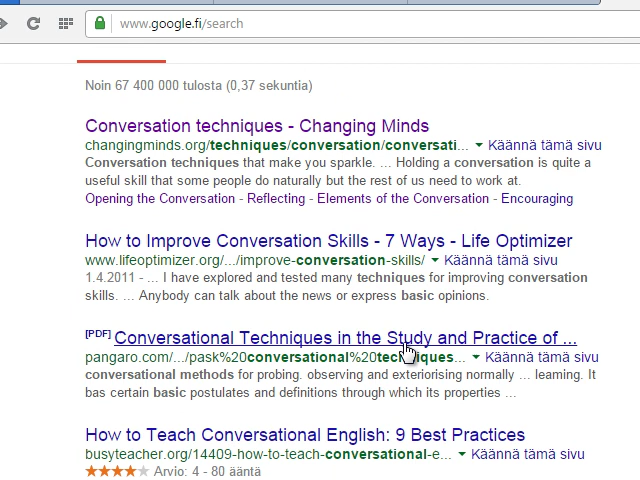 www.google.fi/search
Noin 67 400 000 tulosta (0,37 sekuntia)
Conversation techniques - Changing Minds
changingminds.org/techniques/conversation/conversati... Käännä tämä sivu
Conversation techniques that make you sparkle. ... Holding a conversation is quite a
useful skill that some people do naturally but the rest of us need to work at.
Opening the Conversation - Reflecting - Elements of the Conversation - Encouraging
How to Improve Conversation Skills - 7 Ways - Life Optimizer
www.lifeoptimizer.org/.../improve-conversation-skills/ Käännä tämä sivu
1.4.2011 - ... I have explored and tested many techniques for improving conversation
skills. ... Anybody can talk about the news or express basic opinions.
[PDF] Conversational Techniques in the Study and Practice of ...
pangaro.com/.../pask%20conversational%20techniques... Käännä tämä sivu
conversational methods for probing. observing and exteriorising normally ... leaming. It
bas certain basic postulates and definitions through which its properties ...
How to Teach Conversational English: 9 Best Practices
busyteacher.org/14409-how-to-teach-conversational-e... Käännä tämä sivu
Arvio: 4 - 80 ääntä